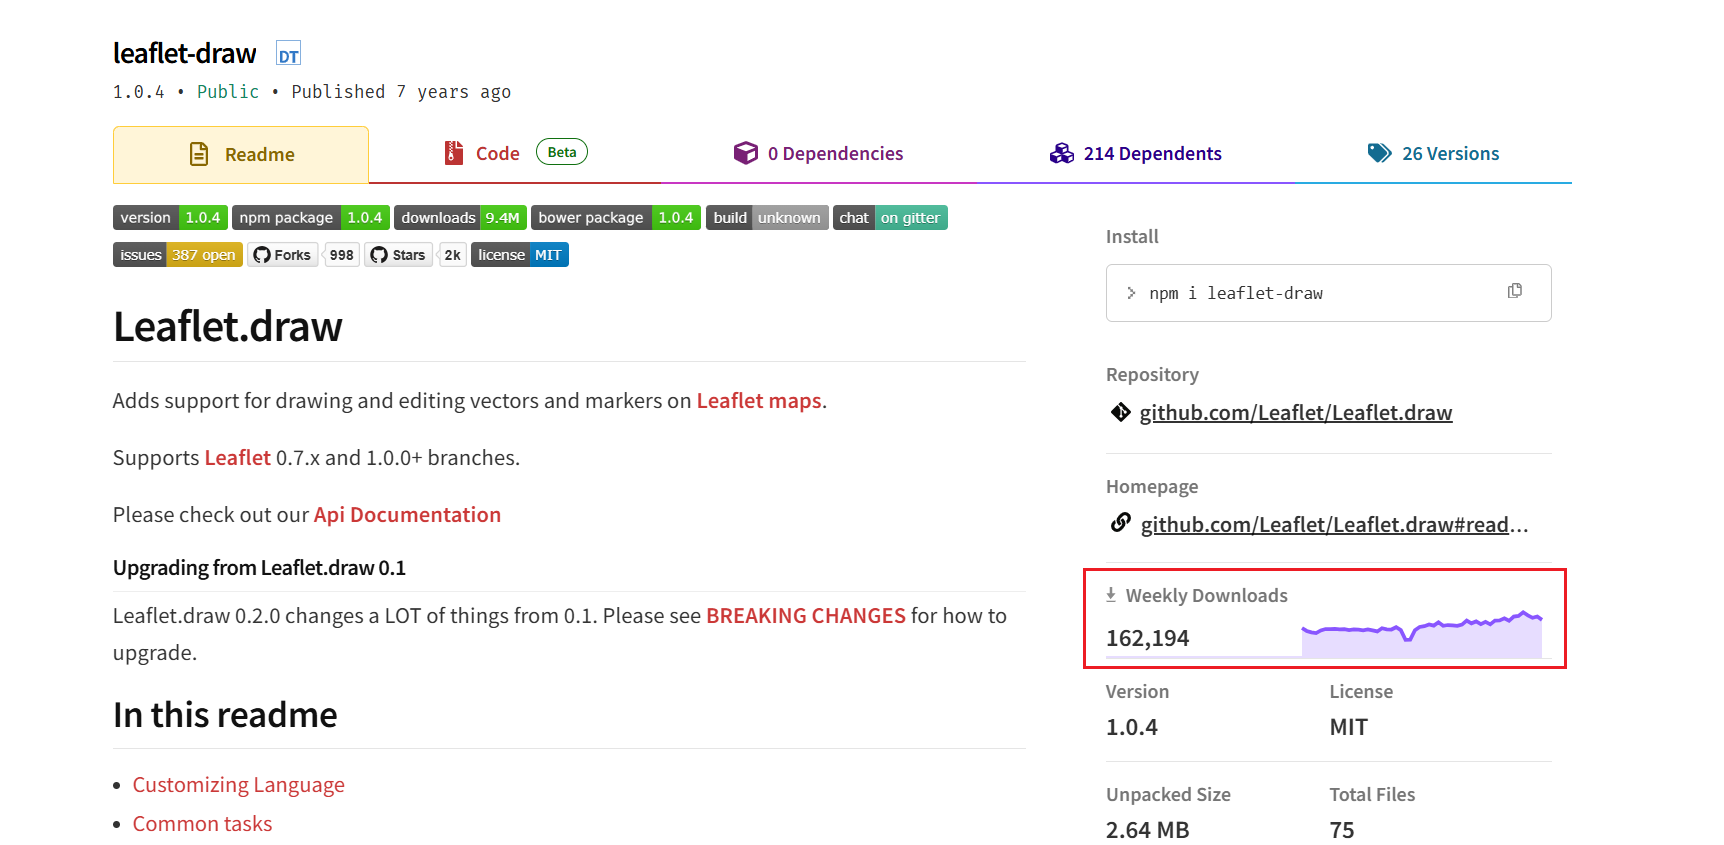 leaflet-draw DT
1.0.4 • Public • Published 7 years ago
Readme
Code Beta
0 Dependencies
214 Dependents
26 Versions
version 1.0.4 npm package 1.0.4 downloads 9.4M bower package 1.0.4 build unknown chat on gitter
issues 387 open Forks 998 Stars 2k license MIT
Leaflet.draw
Adds support for drawing and editing vectors and markers on Leaflet maps.
Supports Leaflet 0.7.x and 1.0.0+ branches.
Please check out our Api Documentation
Upgrading from Leaflet.draw 0.1
Leaflet.draw 0.2.0 changes a LOT of things from 0.1. Please see BREAKING CHANGES for how to
upgrade.
In this readme
• Customizing Language
• Common tasks
Install
> npm i leaflet-draw
Repository
github.com/Leaflet/Leaflet.draw
Homepage
github.com/Leaflet/Leaflet.draw#read...
Weekly Downloads
162,194
Version License
1.0.4 MIT
Unpacked Size Total Files
2.64 MB 75